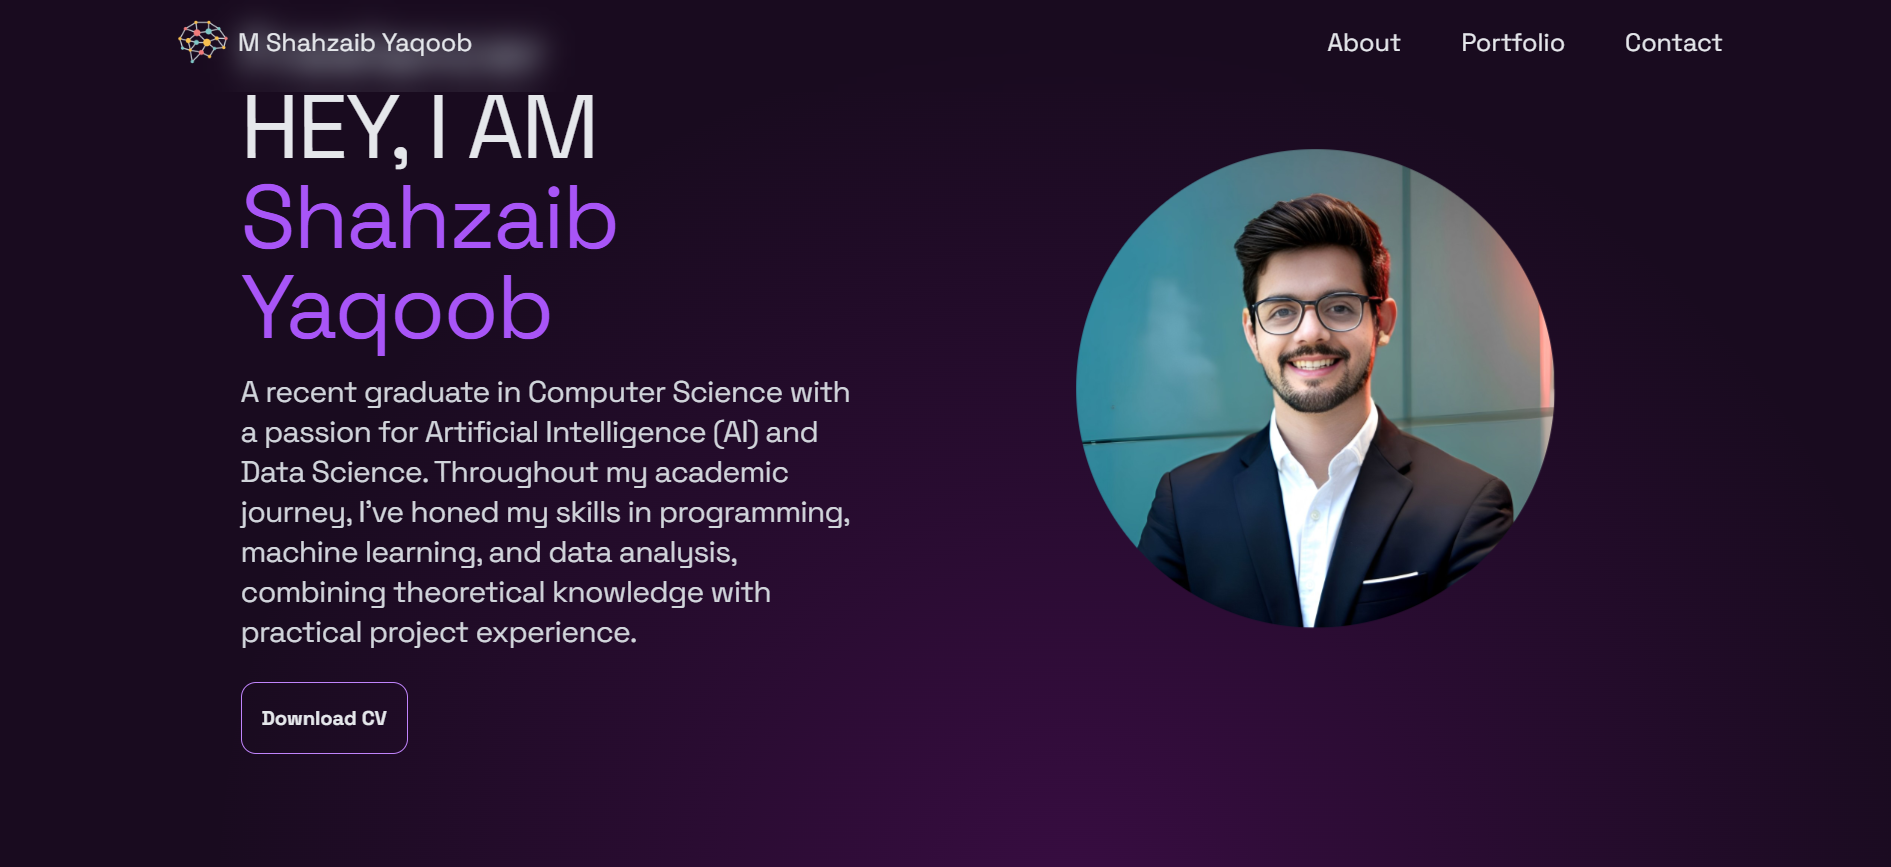 M Shahzaib Yaqoob
About
Portfolio
Contact
HEY, I AM
Shahzaib
Yaqoob
A recent graduate in Computer Science with
a passion for Artificial Intelligence (AI) and
Data Science. Throughout my academic
journey, I've honed my skills in programming,
machine learning, and data analysis,
combining theoretical knowledge with
practical project experience.
Download CV